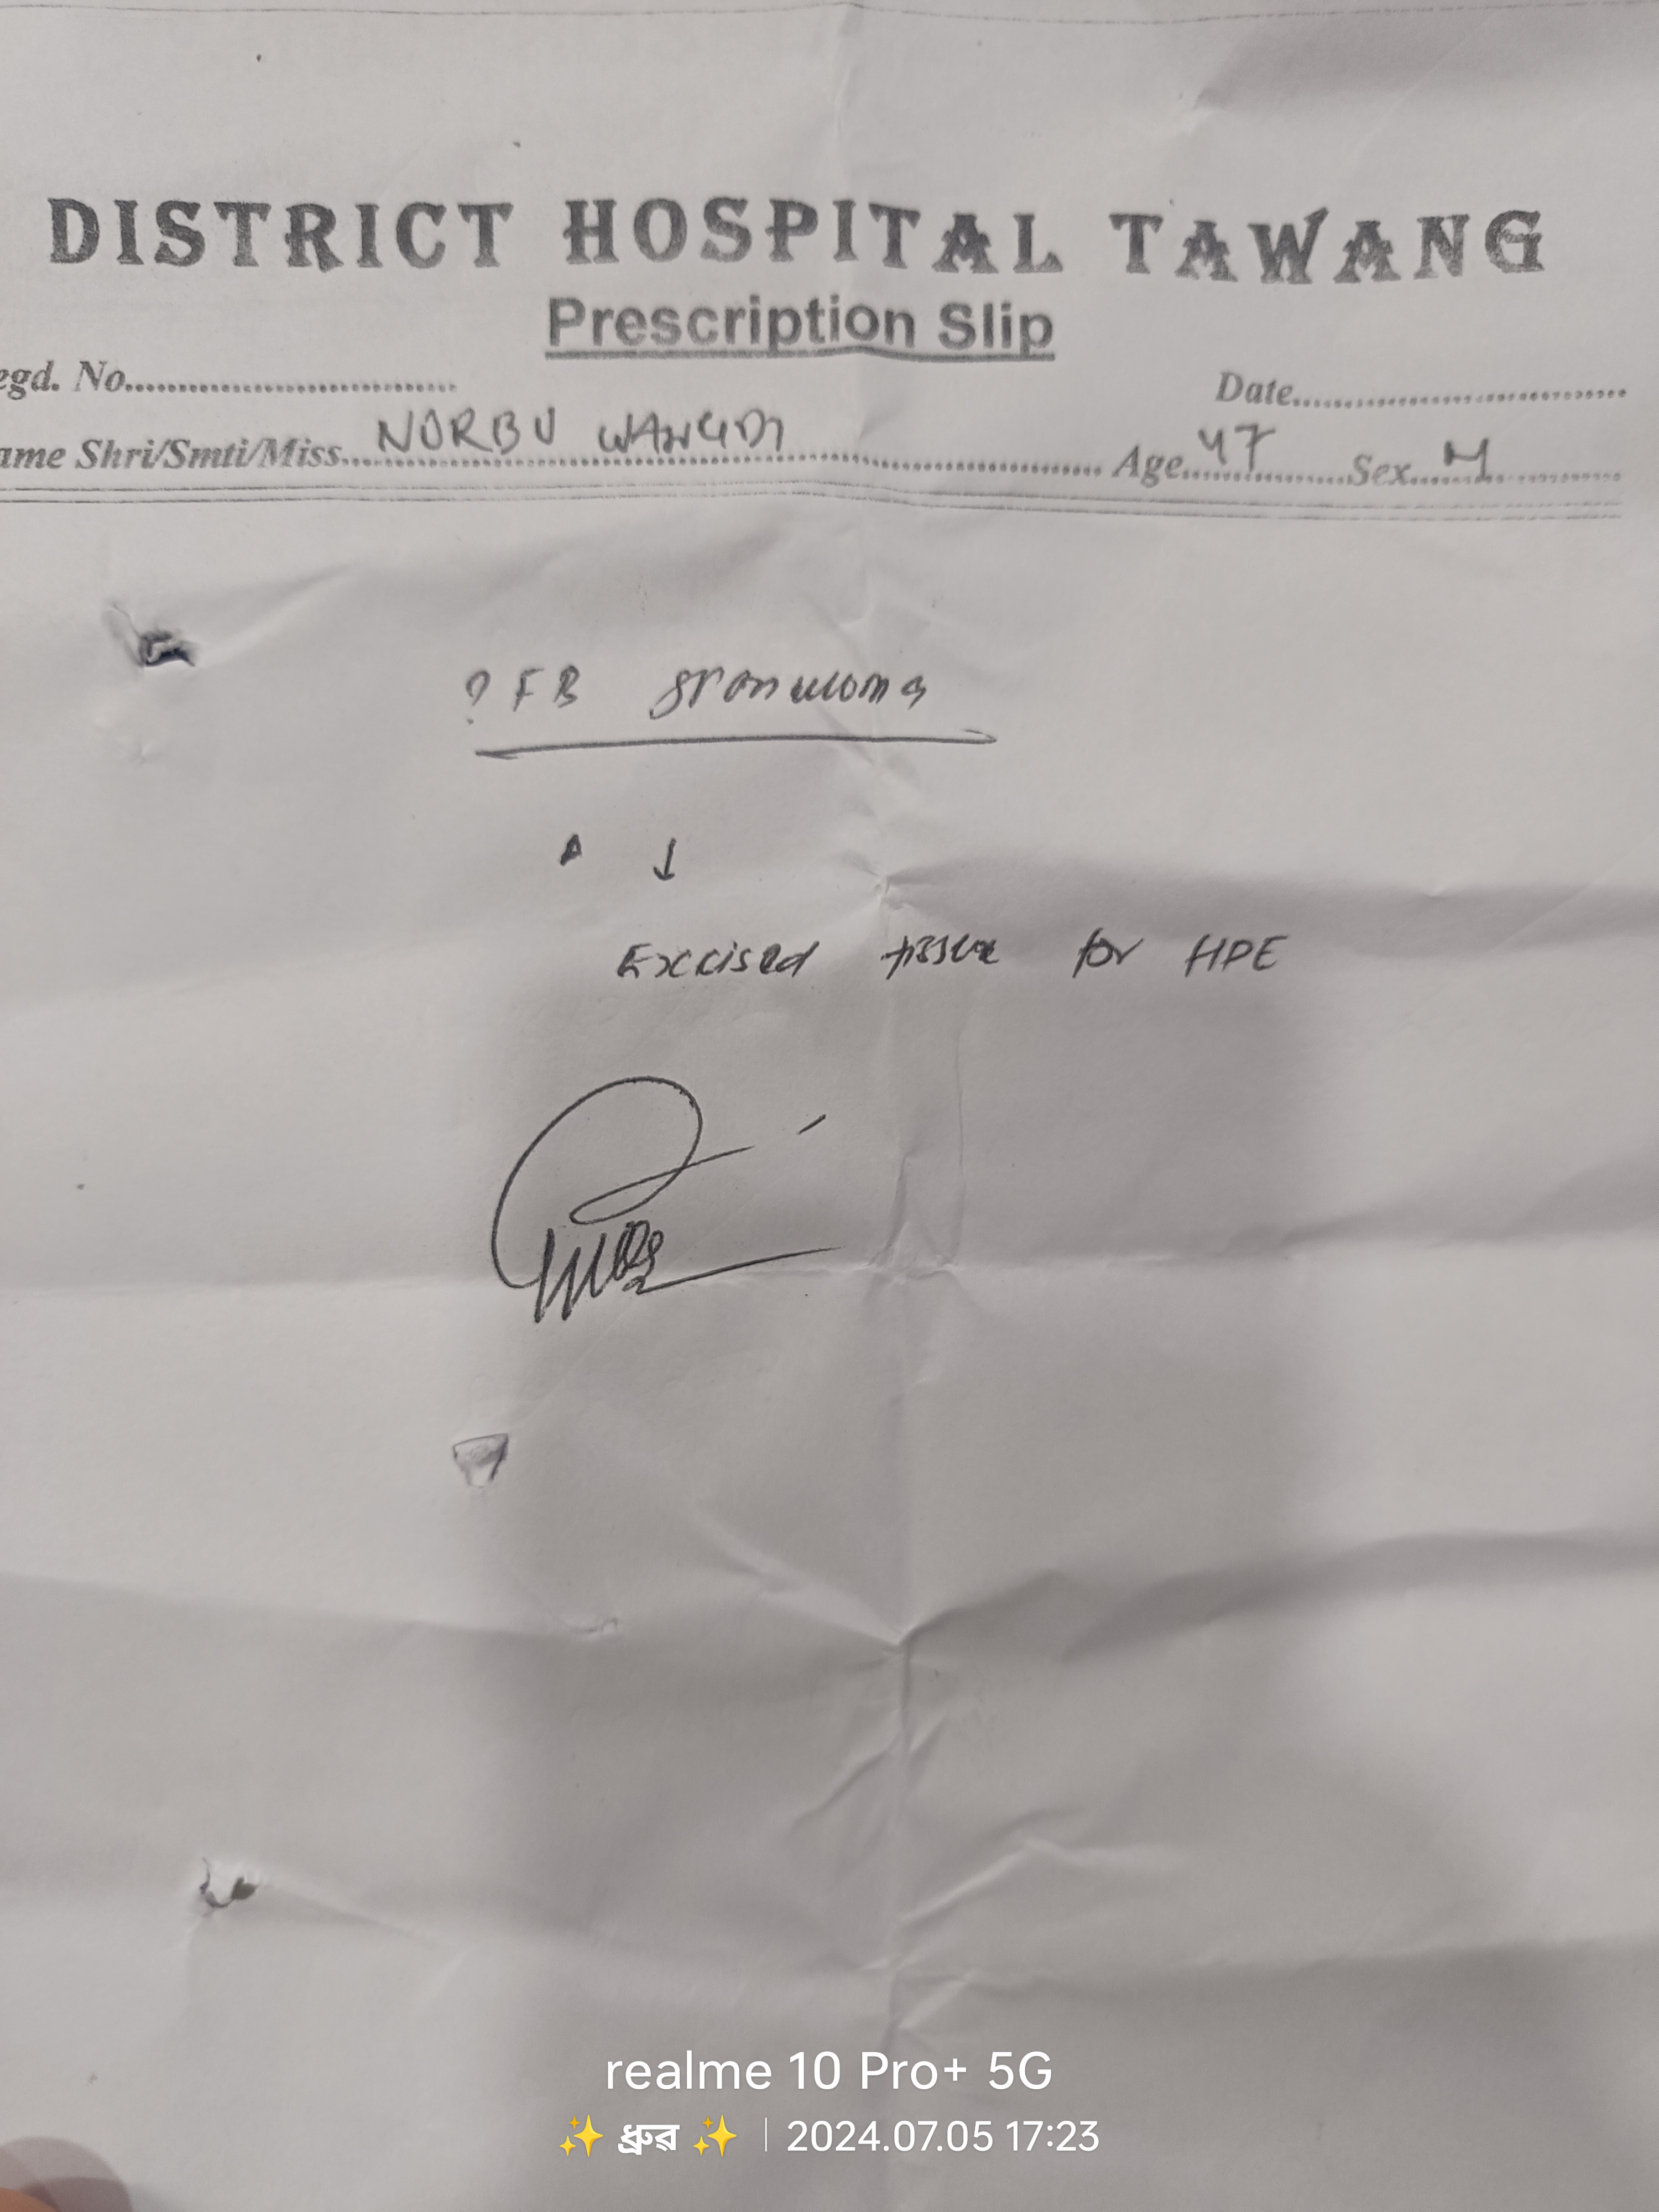 DISTRICT HOSPITAL TAWANG
Prescription Slip
egd. No.
Date
ame Shri/Smti/Miss NORBU WANGDI Age 47 Sex M
? FB granuloma
↓
Excised tissue for HPE
realme 10 Pro+ 5G
✨ ধ্রুৱ ✨ | 2024.07.05 17:23